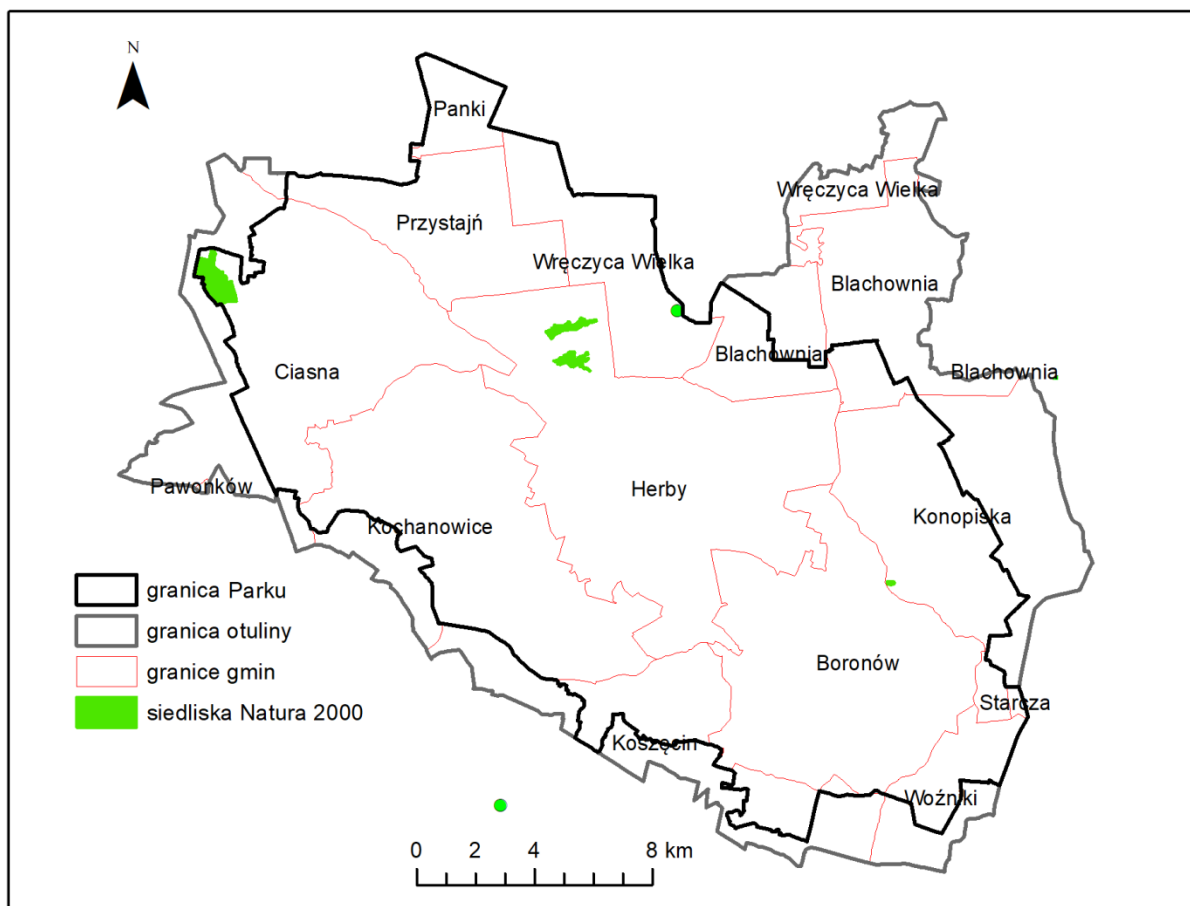 N
Panki
Wręczyca Wielka
Przystajń
Wręczyca Wielka
Blachownia
Blachownia
Ciasna
Blachownia
Pawonków
Herby
Kochanowice
Konopiska
granica Parku
granica otuliny
granice gmin
siedliska Natura 2000
Boronów
Starcza
Koszęcin
Woźniki
0 2 4 8 km